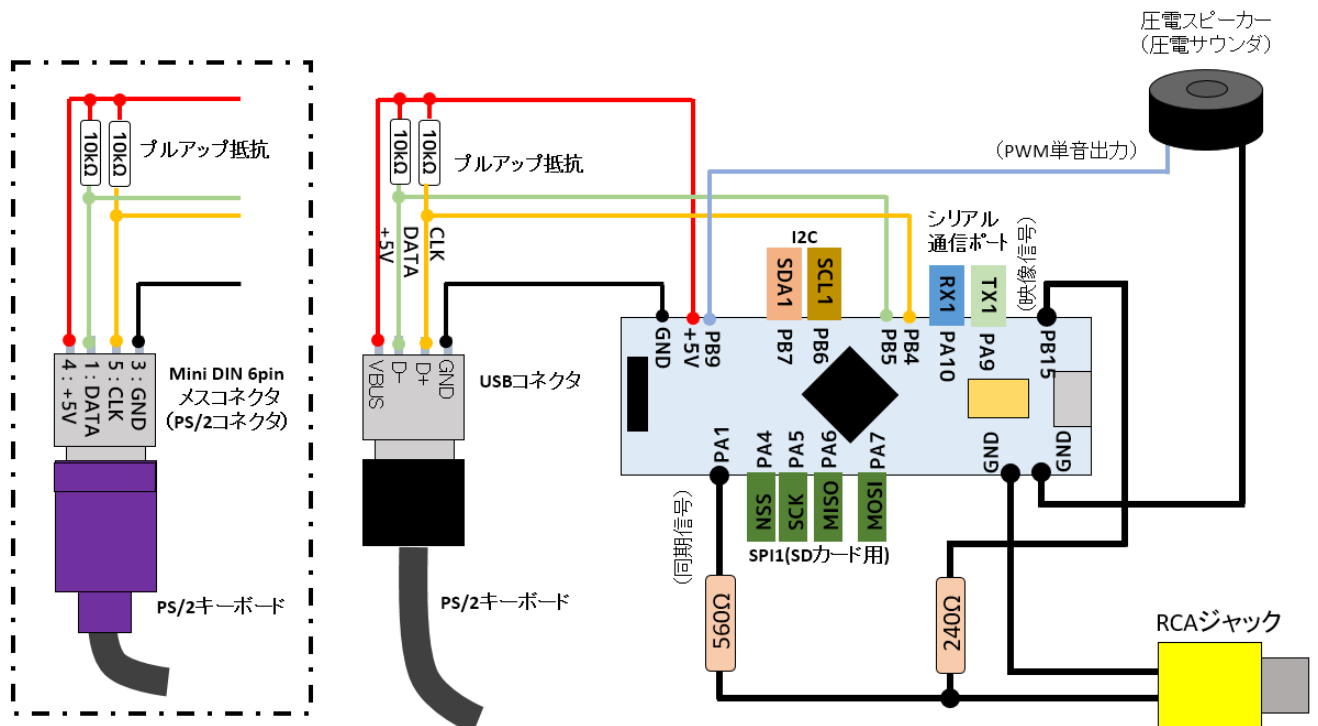 圧電スピーカー
(圧電サウンダ)
(PWM単音出力)
10kΩ
10kΩ
プルアップ抵抗
10kΩ
10kΩ
プルアップ抵抗
+5V
DATA
CLK
I2C
SDA1
SCL1
シリアル
通信ポート
RX1
TX1
(映像信号)
GND
+5V
PB9
PB7
PB6
PB5
PB4
PA10
PA9
PB15
4:+5V
1:DATA
5:CLK
3:GND
Mini DIN 6pin
メスコネクタ
(PS/2コネクタ)
VBUS
D-
D+
GND
USBコネクタ
PA1
PA4
PA5
PA6
PA7
GND
GND
NSS
SCK
MISO
MOSI
(同期信号)
SPI1(SDカード用)
PS/2キーボード
PS/2キーボード
560Ω
240Ω
RCAジャック